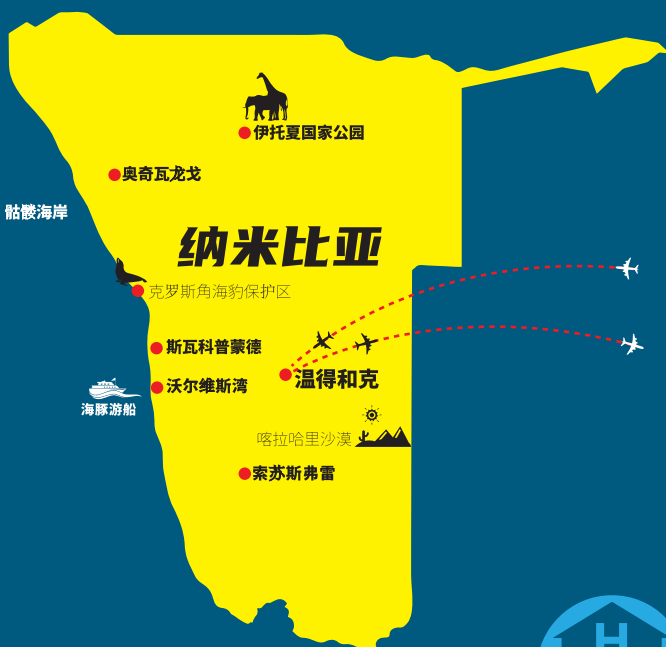 伊托夏国家公园
奥奇瓦龙戈
骷髅海岸
纳米比亚
克罗斯角海豹保护区
斯瓦科普蒙德
温得和克
沃尔维斯湾
海豚游船
喀拉哈里沙漠
索苏斯弗雷
H